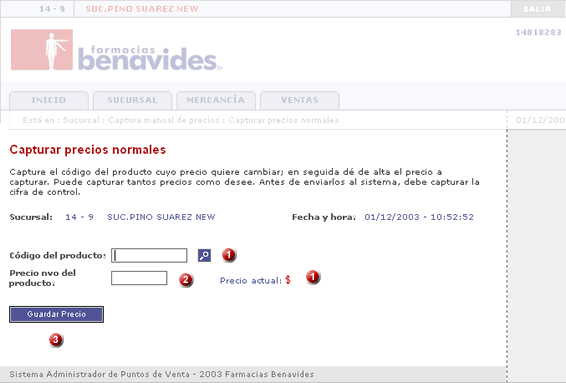 14 - 9 SUC.PINO SUAREZ NEW SALIR
14018283
farmacias
benavides
INICIO SUCURSAL MERCANCÍA VENTAS
Está en : Sucursal : Captura manual de precios : Capturar precios normales 01/12/200
Capturar precios normales
Capture el código del producto cuyo precio quiere cambiar; en seguida dé de alta el precio a
capturar. Puede capturar tantos precios como desee. Antes de enviarlos al sistema, debe capturar la
cifra de control.
Sucursal: 14 - 9 SUC.PINO SUAREZ NEW Fecha y hora: 01/12/2003 - 10:52:52
Código del producto: 1
Precio nvo del
producto: 2 Precio actual: $ 1
Guardar Precio
3
Sistema Administrador de Puntos de Venta - 2003 Farmacias Benavides